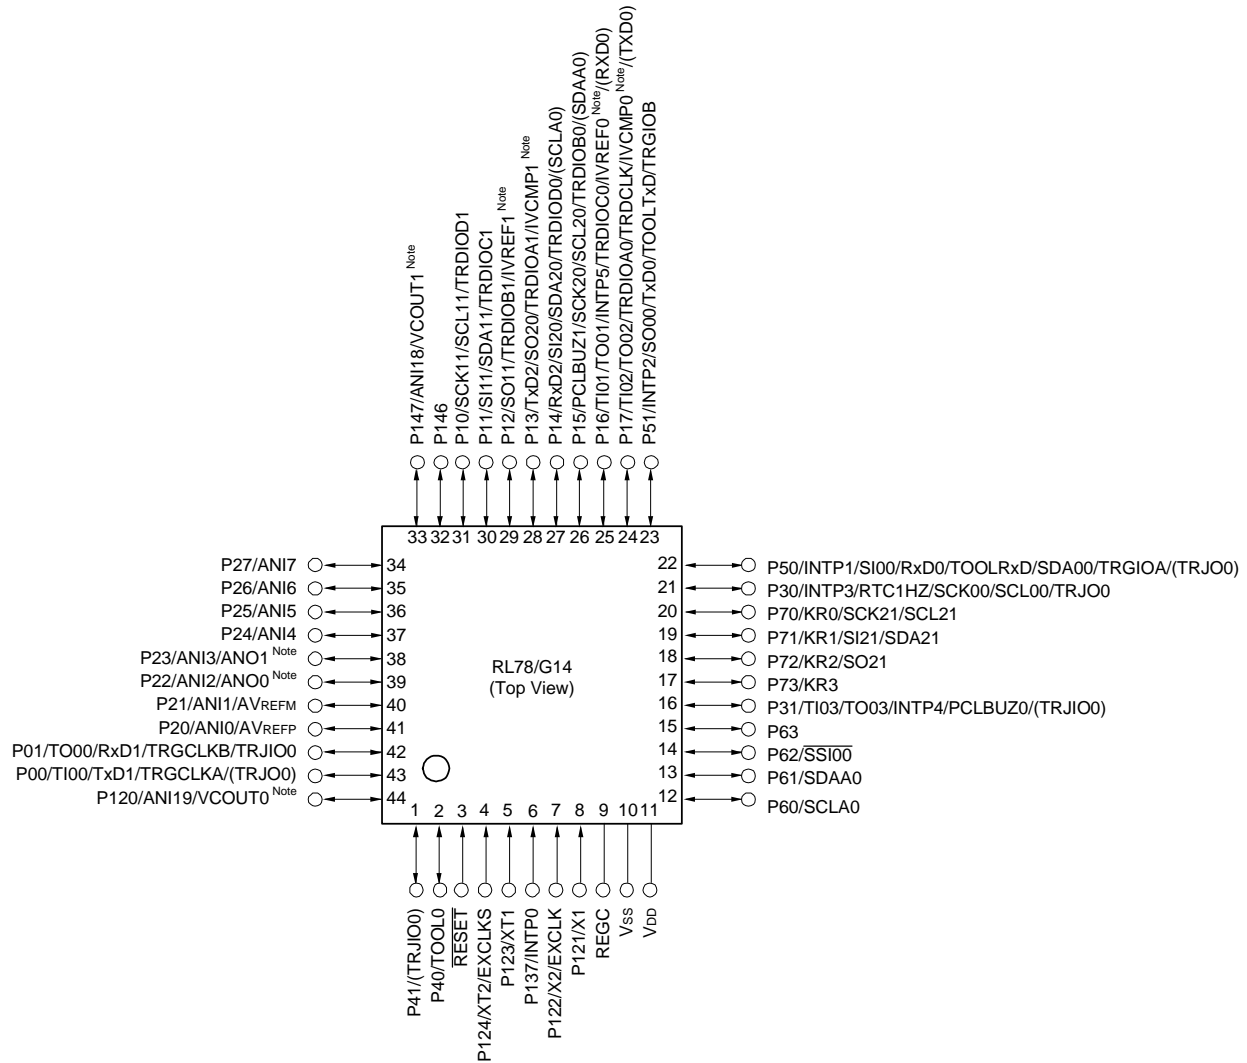 P147/ANI18/VCOUT1 Note
P146
P10/SCK11/SCL11/TRDIOD1
P11/SI11/SDA11/TRDIOC1
P12/SO11/TRDIOB1/IVREF1 Note
P13/TxD2/SO20/TRDIOA1/IVCMP1 Note
P14/RxD2/SI20/SDA20/TRDIOD0/(SCLA0)
P15/PCLBUZ1/SCK20/SCL20/TRDIOB0/(SDAA0)
P16/TI01/TO01/INTP5/TRDIOC0/IVREF0 Note/(RXD0)
P17/TI02/TO02/TRDIOA0/TRDCLK/IVCMP0 Note/(TXD0)
P51/INTP2/SO00/TxD0/TOOLTxD/TRGIOB
33 32 31 30 29 28 27 26 25 24 23
P27/ANI7 34
P26/ANI6 35
P25/ANI5 36
P24/ANI4 37
P23/ANI3/ANO1 Note 38
P22/ANI2/ANO0 Note 39
P21/ANI1/AVREFM 40
P20/ANI0/AVREFP 41
P01/TO00/RxD1/TRGCLKB/TRJIO0 42
P00/TI00/TxD1/TRGCLKA/(TRJO0) 43
P120/ANI19/VCOUT0 Note 44
RL78/G14
(Top View)
22 P50/INTP1/SI00/RxD0/TOOLRxD/SDA00/TRGIOA/(TRJO0)
21 P30/INTP3/RTC1HZ/SCK00/SCL00/TRJO0
20 P70/KR0/SCK21/SCL21
19 P71/KR1/SI21/SDA21
18 P72/KR2/SO21
17 P73/KR3
16 P31/TI03/TO03/INTP4/PCLBUZ0/(TRJIO0)
15 P63
14 P62/SSI00
13 P61/SDAA0
12 P60/SCLA0
1 2 3 4 5 6 7 8 9 10 11
P41/(TRJIO0)
P40/TOOL0
RESET
P124/XT2/EXCLKS
P123/XT1
P137/INTP0
P122/X2/EXCLK
P121/X1
REGC
VSS
VDD